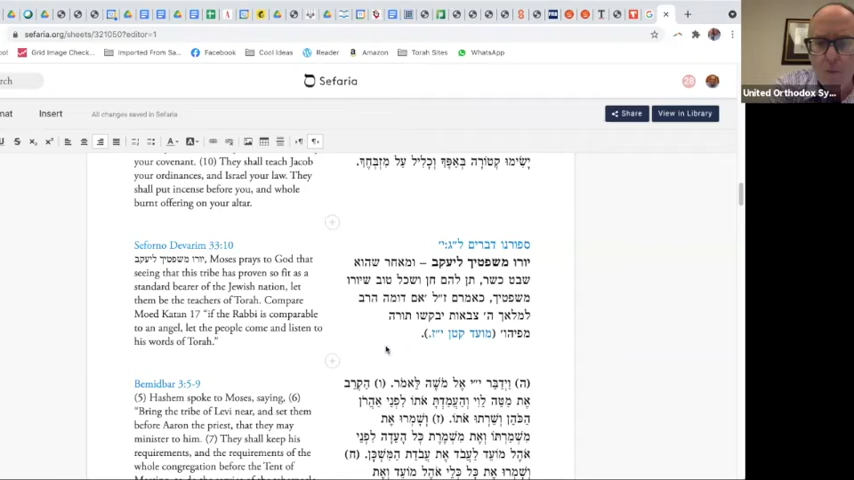 sefaria.org/sheets/321050?editor=1
Grid Image Check...
Imported From Sa...
Facebook
Cool Ideas
Reader
Amazon
Torah Sites
WhatsApp
rch
Sefaria
28
United Orthodox Sy...
mat
Insert
All changes saved in Sefaria
Share
View in Library
your covenant. (10) They shall teach Jacob
your ordinances, and Israel your law. They
shall put incense before you, and whole
burnt offering on your altar.
יָשִׂימוּ קְטוֹרָה בְּאַפֶּךָ וְכָלִיל עַל מִזְבְּחֶךָ.
Seforno Devarim 33:10
יורו משפטיך ליעקב, Moses prays to God that
seeing that this tribe has proven so fit as a
standard bearer of the Jewish nation, let
them be the teachers of Torah. Compare
Moed Katan 17 "if the Rabbi is comparable
to an angel, let the people come and listen to
his words of Torah."
ספורנו דברים ל״ג:י׳
יורו משפטיך ליעקב – ומאחר שהוא
שבט כשר, תן להם חן ושכל טוב שיורו
משפטיך, כאמרם ז"ל 'אם דומה הרב
למלאך ה' צבאות יבקשו תורה
מפיהו' (מועד קטן י״ז.).
Bemidbar 3:5-9
(5) Hashem spoke to Moses, saying, (6)
"Bring the tribe of Levi near, and set them
before Aaron the priest, that they may
minister to him. (7) They shall keep his
requirements, and the requirements of the
whole congregation before the Tent of
(ה) וַיְדַבֵּר י״י אֶל מֹשֶׁה לֵּאמֹר. (ו) הַקְרֵב
אֶת מַטֵּה לֵוִי וְהַעֲמַדְתָּ אֹתוֹ לִפְנֵי אַהֲרֹן
הַכֹּהֵן וְשֵׁרְתוּ אֹתוֹ. (ז) וְשָׁמְרוּ אֶת
מִשְׁמַרְתּוֹ וְאֶת מִשְׁמֶרֶת כׇּל הָעֵדָה לִפְנֵי
אֹהֶל מוֹעֵד לַעֲבֹד אֶת עֲבֹדַת הַמִּשְׁכָּן. (ח)
וְשָׁמְרוּ אֶת כׇּל כְּלֵי אֹהֶל מוֹעֵד וְאֶת